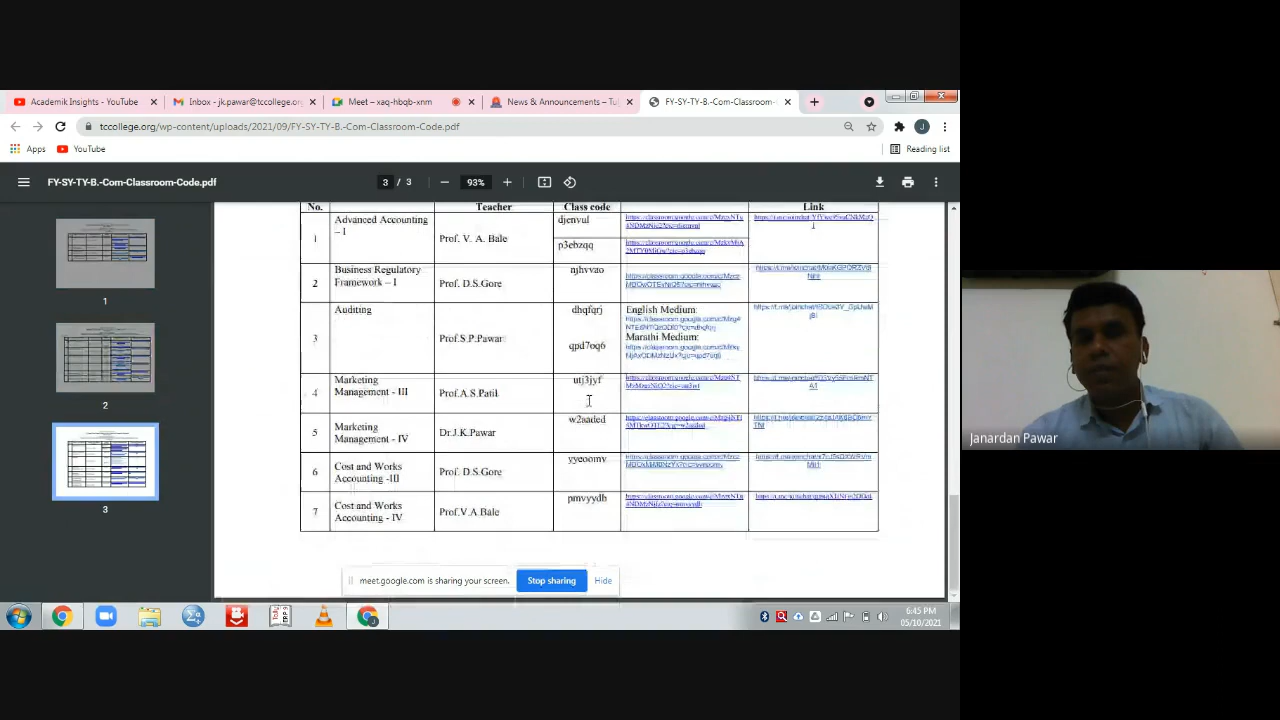 Academik Insights - YouTube
Inbox - jk.pawar@tccollege.org
Meet – xaq-hbqb-xnm
News & Announcements – Tul
FY-SY-TY-B.-Com-Classroom-
tccollege.org/wp-content/uploads/2021/09/FY-SY-TY-B.-Com-Classroom-Code.pdf
J
Apps
YouTube
Reading list
FY-SY-TY-B.-Com-Classroom-Code.pdf
3 / 3
93%
1
2
3
No.
Teacher
Class code
Link
1
Advanced Accounting
– I
Prof. V. A. Bale
djenvul
p3ebzqq
2
Business Regulatory
Framework – I
Prof. D.S.Gore
njhvvao
3
Auditing
Prof.S.P.Pawar
dhqfqrj
qpd7oq6
English Medium:
Marathi Medium:
4
Marketing
Management - III
Prof.A.S.Patil
utj3jyf
5
Marketing
Management - IV
Dr.J.K.Pawar
w2aaded
6
Cost and Works
Accounting -III
Prof. D.S.Gore
yyeoomv
7
Cost and Works
Accounting - IV
Prof.V.A.Bale
pmvyydh
meet.google.com is sharing your screen.
Stop sharing
Hide
6:45 PM
05/10/2021
Janardan Pawar